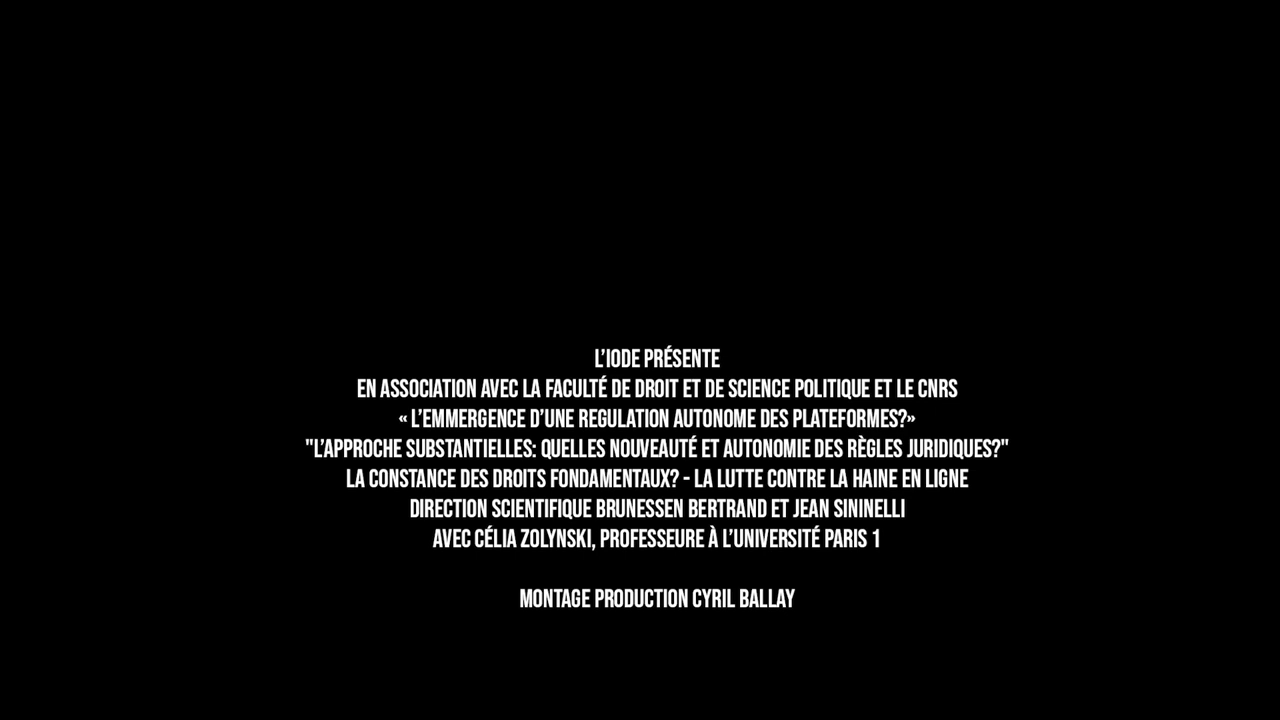 L'IODE PRÉSENTE
EN ASSOCIATION AVEC LA FACULTÉ DE DROIT ET DE SCIENCE POLITIQUE ET LE CNRS
« L'EMMERGENCE D'UNE REGULATION AUTONOME DES PLATEFORMES?»
"L'APPROCHE SUBSTANTIELLES: QUELLES NOUVEAUTÉ ET AUTONOMIE DES RÈGLES JURIDIQUES?"
LA CONSTANCE DES DROITS FONDAMENTAUX? - LA LUTTE CONTRE LA HAINE EN LIGNE
DIRECTION SCIENTIFIQUE BRUNESSEN BERTRAND ET JEAN SININELLI
AVEC CÉLIA ZOLYNSKI, PROFESSEURE À L'UNIVERSITÉ PARIS 1
MONTAGE PRODUCTION CYRIL BALLAY